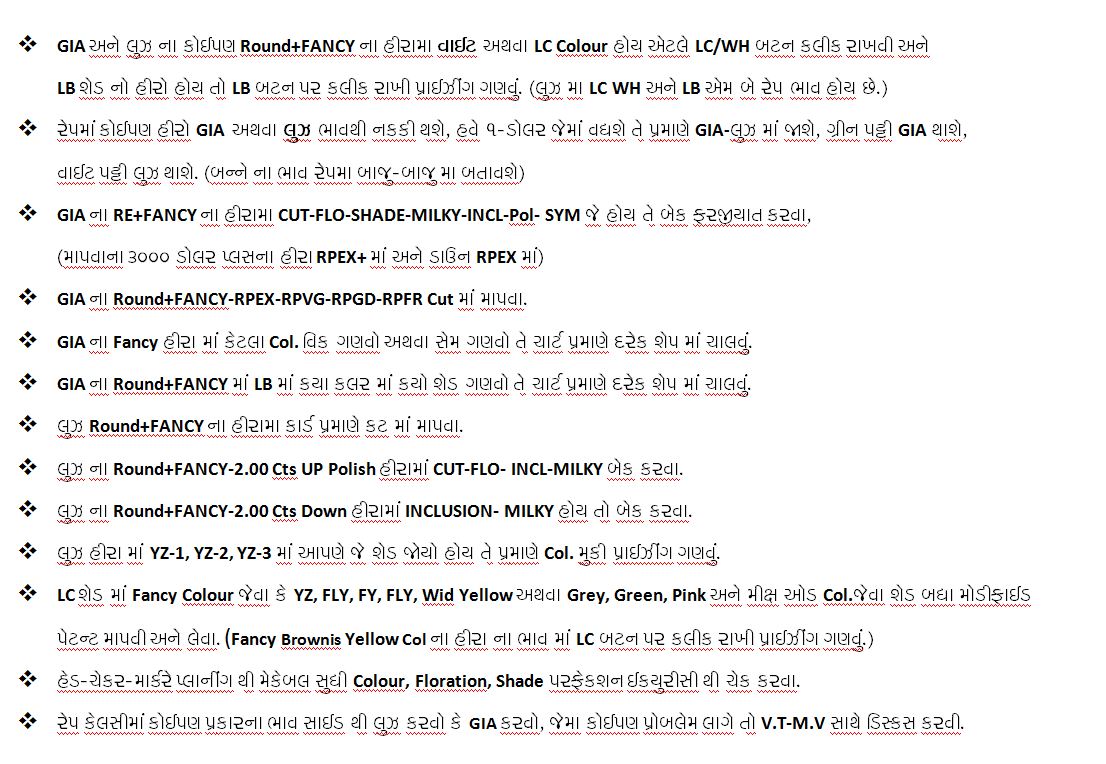 ❖ GIA અને લુઝ ના કોઈપણ Round+FANCY ના હીરામા વાઈટ અથવા LC Colour હોય એટલે LC/WH બટન કલીક રાખવી અને
LB શેડ નો હીરો હોય તો LB બટન પર કલીક રાખી પ્રાઈઝીંગ ગણવું. (લુઝ મા LC WH અને LB એમ બે રેપ ભાવ હોય છે.)
❖ રેપમાં કોઈપણ હીરો GIA અથવા લુઝ ભાવથી નકકી થશે, હવે ૧-ડોલર જેમાં વધશે તે પ્રમાણે GIA-લુઝ માં જાશે, ગ્રીન પટ્ટી GIA થાશે,
વાઈટ પટ્ટી લુઝ થાશે. (બન્ને ના ભાવ રેપમા બાજુ-બાજુ મા બતાવશે)
❖ GIA ના RE+FANCY ના હીરામા CUT-FLO-SHADE-MILKY-INCL-Pol- SYM જે હોય તે બેક ફરજીયાત કરવા,
(માપવાના ૩૦૦૦ ડોલર પ્લસના હીરા RPEX+ માં અને ડાઉન RPEX માં)
❖ GIA ના Round+FANCY-RPEX-RPVG-RPGD-RPFR Cut માં માપવા.
❖ GIA ના Fancy હીરા માં કેટલા Col. વિક ગણવો અથવા સેમ ગણવો તે ચાર્ટ પ્રમાણે દરેક શેપ માં ચાલવું.
❖ GIA ના Round+FANCY માં LB માં કયા કલર માં કયો શેડ ગણવો તે ચાર્ટ પ્રમાણે દરેક શેપ માં ચાલવું.
❖ લુઝ Round+FANCY ના હીરામા કાર્ડ પ્રમાણે કટ માં માપવા.
❖ લુઝ ના Round+FANCY-2.00 Cts UP Polish હીરામાં CUT-FLO- INCL-MILKY બેક કરવા.
❖ લુઝ ના Round+FANCY-2.00 Cts Down હીરામાં INCLUSION- MILKY હોય તો બેક કરવા.
❖ લુઝ હીરા માં YZ-1, YZ-2, YZ-3 માં આપણે જે શેડ જોયો હોય તે પ્રમાણે Col. મુકી પ્રાઈઝીંગ ગણવું.
❖ LC શેડ માં Fancy Colour જેવા કે YZ, FLY, FY, FLY, Wid Yellow અથવા Grey, Green, Pink અને મીક્ષ ઓડ Col.જેવા શેડ બધા મોડીફાઈડ
પેટન્ટ માપવી અને લેવા. (Fancy Brownis Yellow Col ના હીરા ના ભાવ માં LC બટન પર કલીક રાખી પ્રાઈઝીંગ ગણવું.)
❖ હેડ-ચેકર-માર્કરે પ્લાનીંગ થી મેકેબલ સુધી Colour, Floration, Shade પરફેકશન ઈકયુરીસી થી ચેક કરવા.
❖ રેપ કેલસીમાં કોઈપણ પ્રકારના ભાવ સાઈડ થી લુઝ કરવો કે GIA કરવો, જેમા કોઈપણ પ્રોબલેમ લાગે તો V.T-M.V સાથે ડિસ્કસ કરવી.